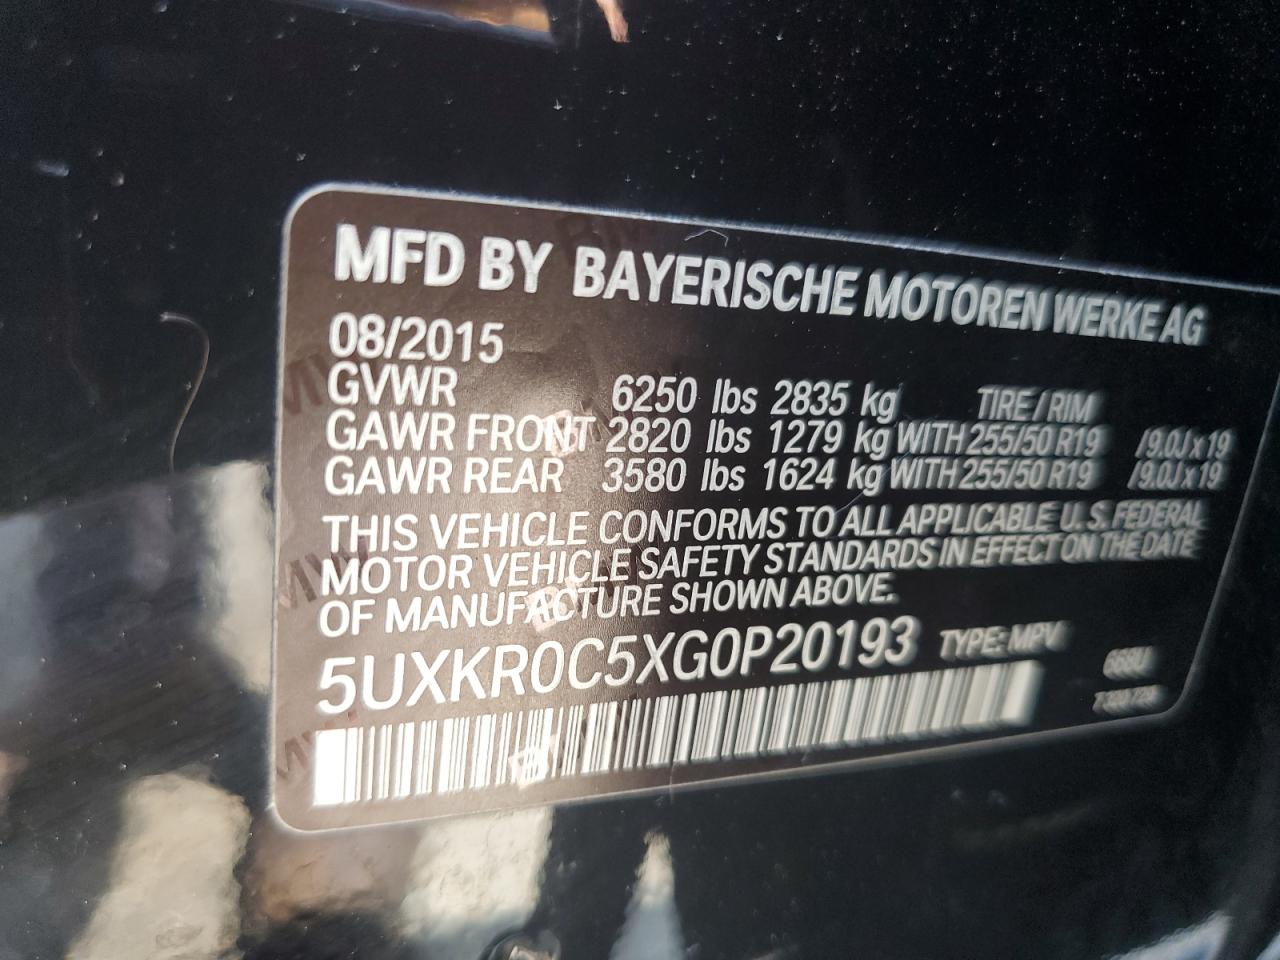 MFD BY BAYERISCHE MOTOREN WERKE AG
08/2015
GVWR 6250 lbs 2835 kg TIRE / RIM
GAWR FRONT 2820 lbs 1279 kg WITH 255/50 R19 /9.0J x 19
GAWR REAR 3580 lbs 1624 kg WITH 255/50 R19 /9.0J x 19
THIS VEHICLE CONFORMS TO ALL APPLICABLE U.S. FEDERAL
MOTOR VEHICLE SAFETY STANDARDS IN EFFECT ON THE DATE
OF MANUFACTURE SHOWN ABOVE.
5UXKR0C5XG0P20193 TYPE: MPV